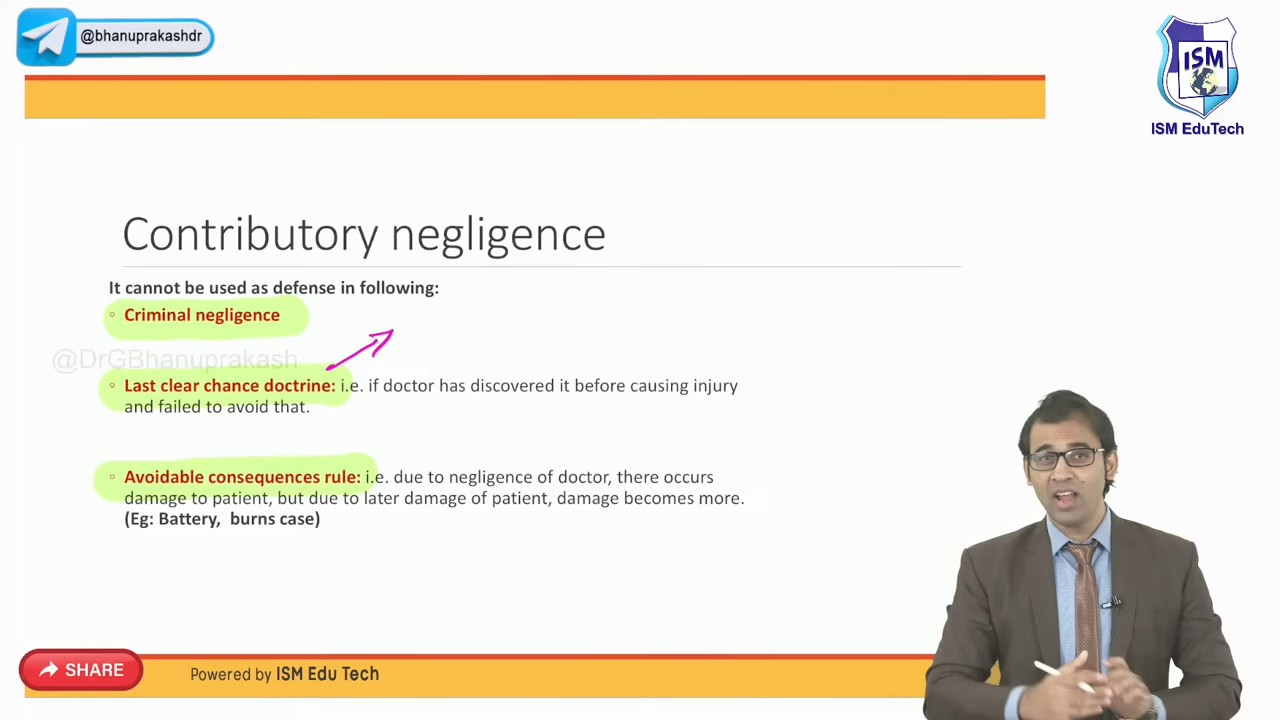 @bhanuprakashdr
ISM
ISM EduTech
Contributory negligence
It cannot be used as defense in following:
◦ Criminal negligence
@DrGBhanuprakash
◦ Last clear chance doctrine: i.e. if doctor has discovered it before causing injury
and failed to avoid that.
◦ Avoidable consequences rule: i.e. due to negligence of doctor, there occurs
damage to patient, but due to later damage of patient, damage becomes more.
(Eg: Battery, burns case)
SHARE
Powered by ISM Edu Tech